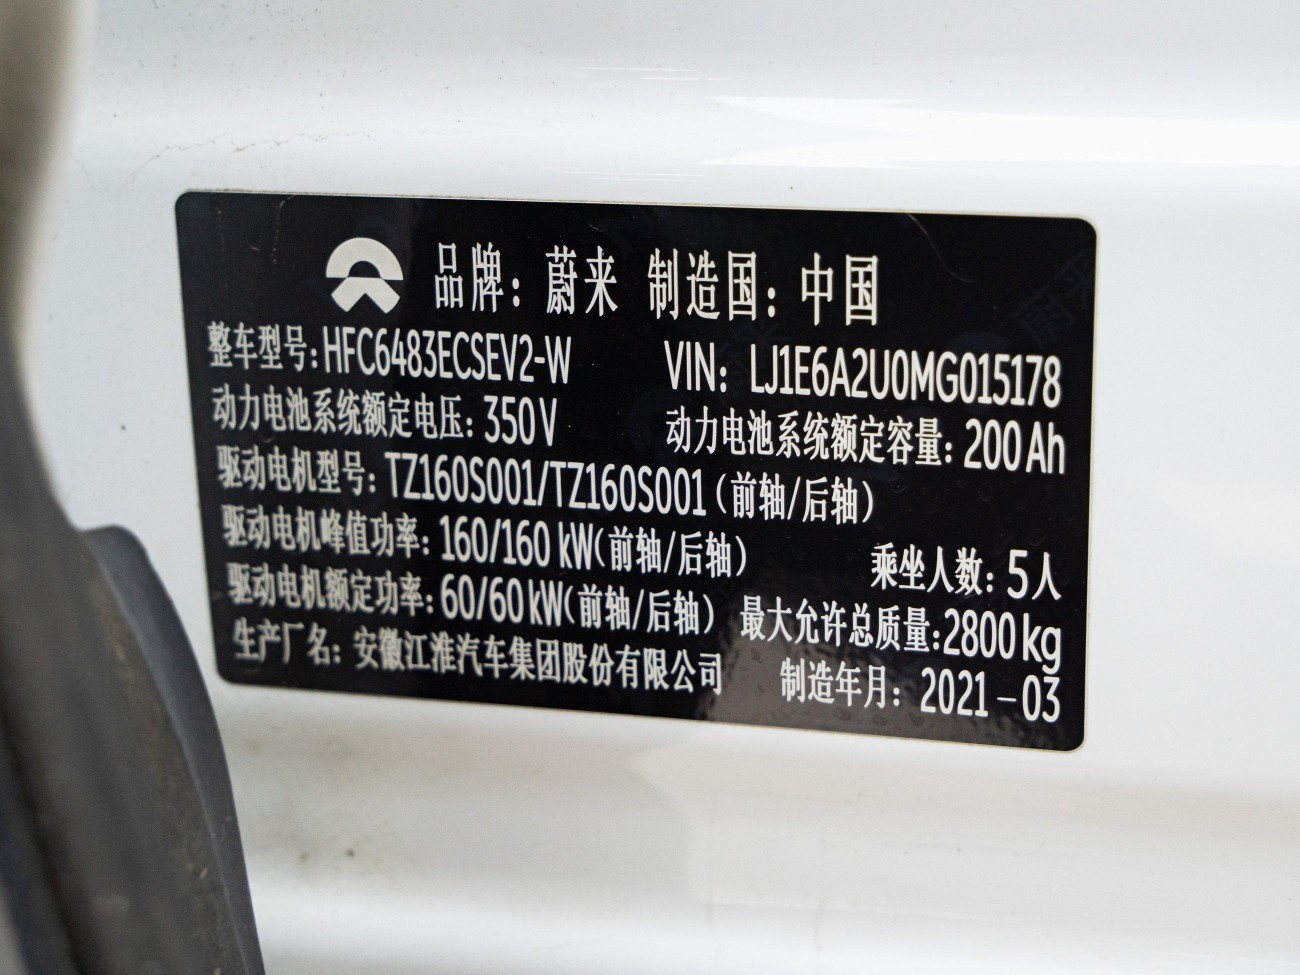 品牌：蔚来 制造国：中国
整车型号：HFC6483ECSEV2-W VIN：LJ1E6A2U0MG015178
动力电池系统额定电压：350V 动力电池系统额定容量：200Ah
驱动电机型号：TZ160S001/TZ160S001（前轴/后轴）
驱动电机峰值功率：160/160 kW（前轴/后轴） 乘坐人数：5人
驱动电机额定功率：60/60kW（前轴/后轴） 最大允许总质量：2800kg
生产厂名：安徽江淮汽车集团股份有限公司 制造年月：2021-03